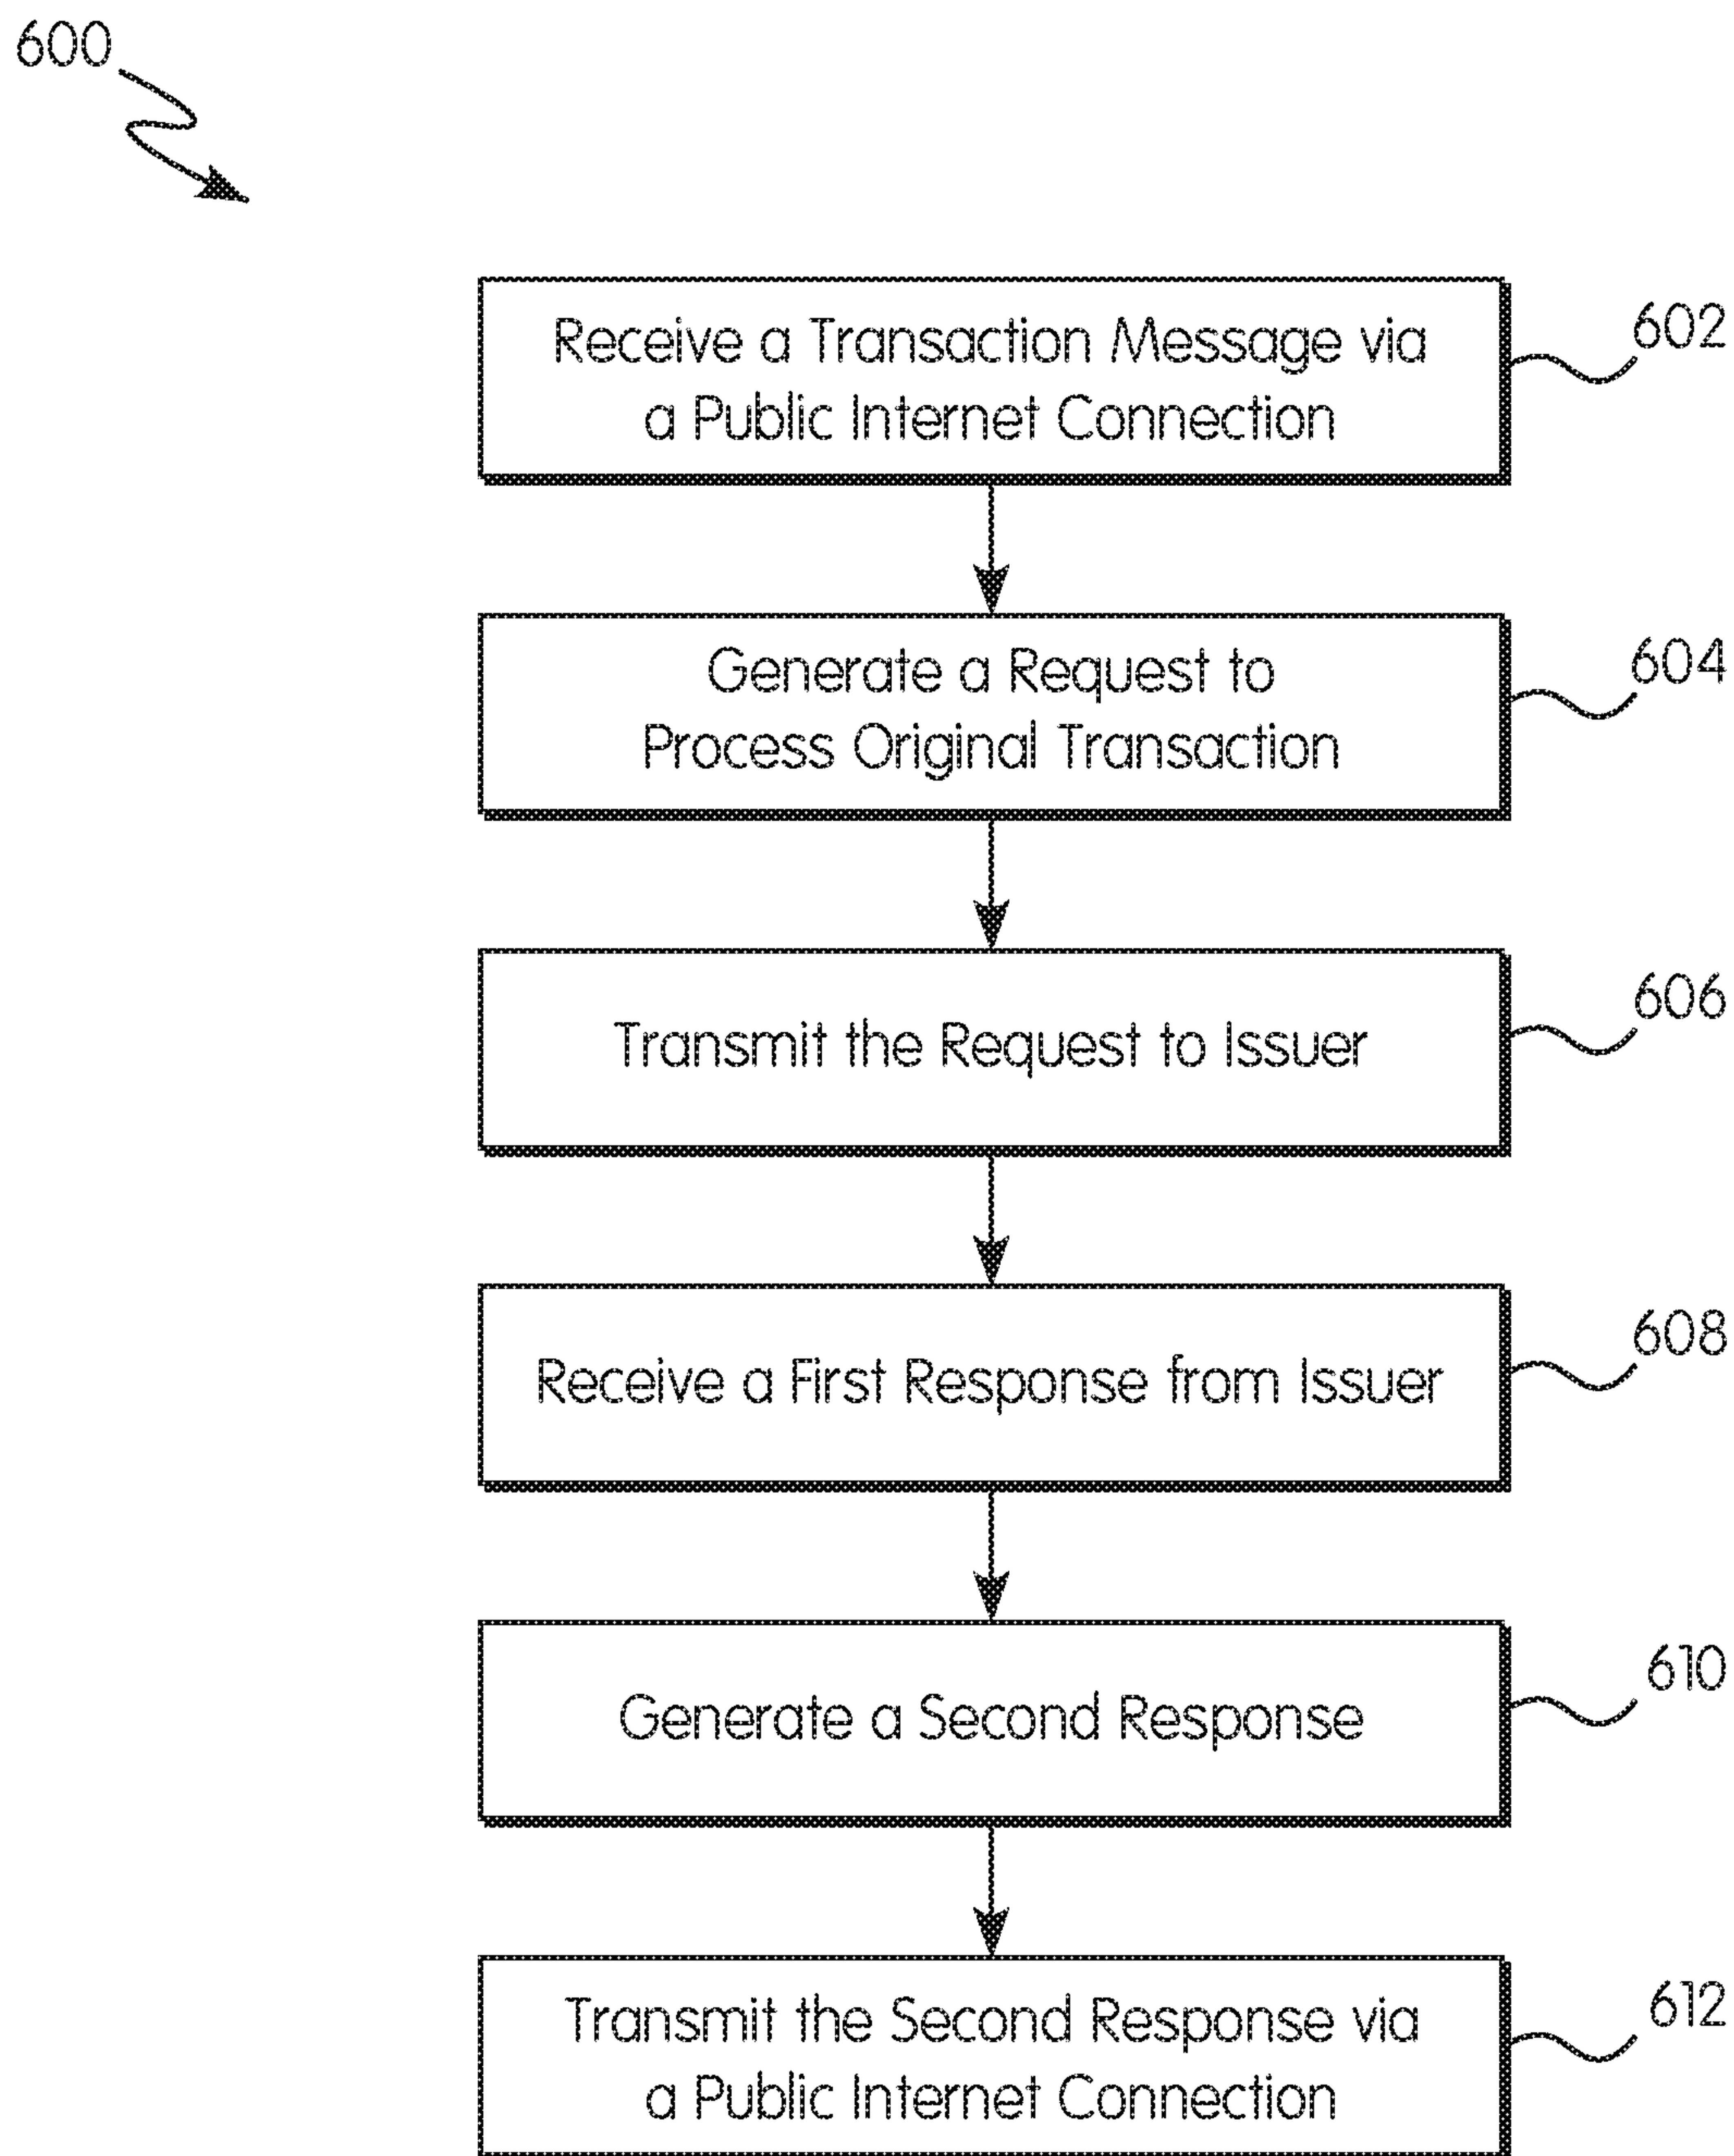 600
Receive a Transaction Message via
a Public Internet Connection
602
Generate a Request to
Process Original Transaction
604
Transmit the Request to Issuer
606
Receive a First Response from Issuer
608
Generate a Second Response
610
Transmit the Second Response via
a Public Internet Connection
612